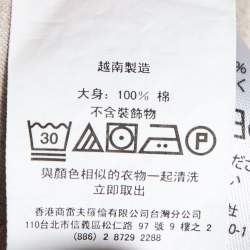 越南製造
大身：100% 棉
不含裝飾物
30 P
與顏色相似的衣物一起清洗
立即取出
香港商雷夫羅倫有限公司台灣分公司
110台北市信義區松仁路 97 號 9 樓之 2
(886) 2 8729 2288
%
く